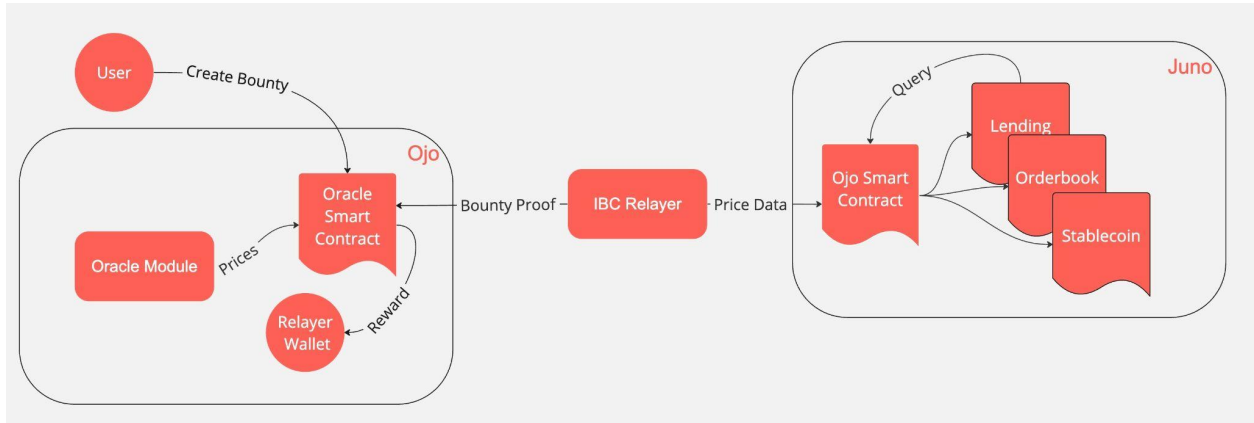 User
Create Bounty
Ojo
Oracle
Smart
Contract
Oracle Module
Prices
Reward
Relayer
Wallet
Bounty Proof
IBC Relayer
Price Data
Juno
Query
Ojo Smart
Contract
Lending
Orderbook
Stablecoin